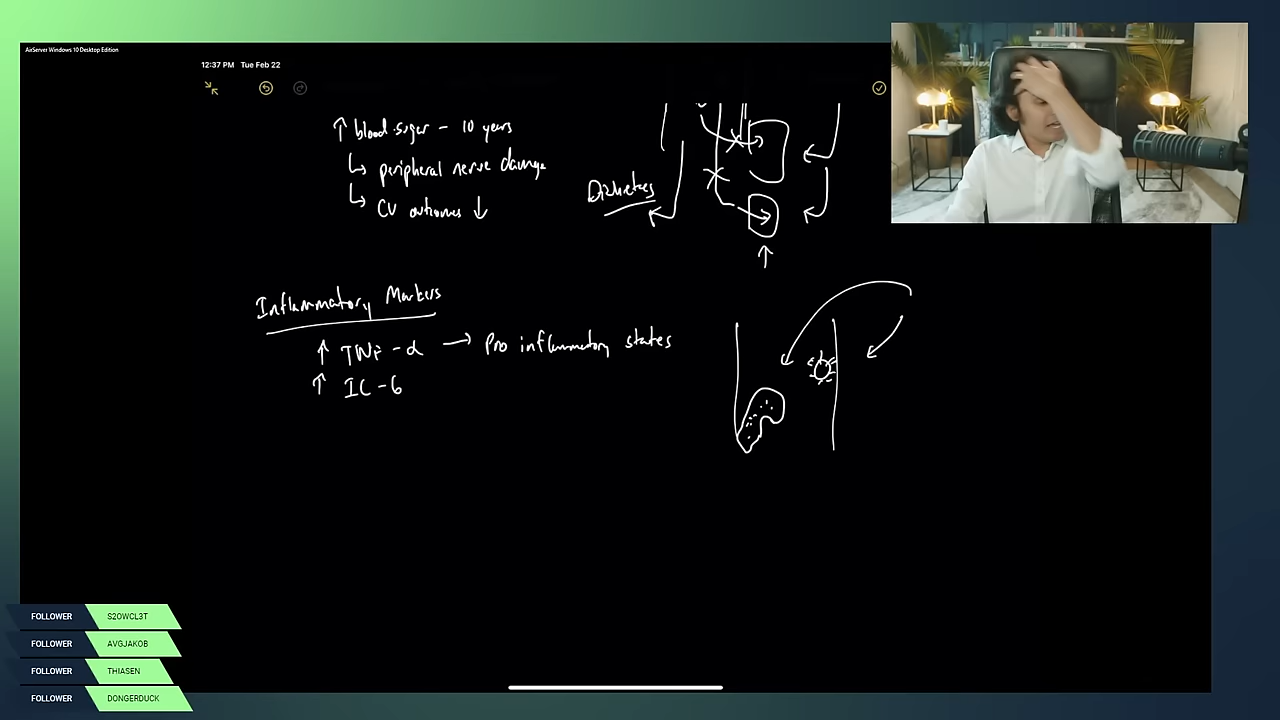 AirServer Windows 10 Desktop Edition
12:37 PM Tue Feb 22
↑ blood sugar - 10 years
↳ peripheral nerve damage
↳ CV outcomes ↓
Diabetes
Inflammatory Markers
↑ TNF-α → Pro inflammatory states
↑ IL-6
FOLLOWER S2OWCL3T
FOLLOWER AVGJAKOB
FOLLOWER THIASEN
FOLLOWER DONGERDUCK